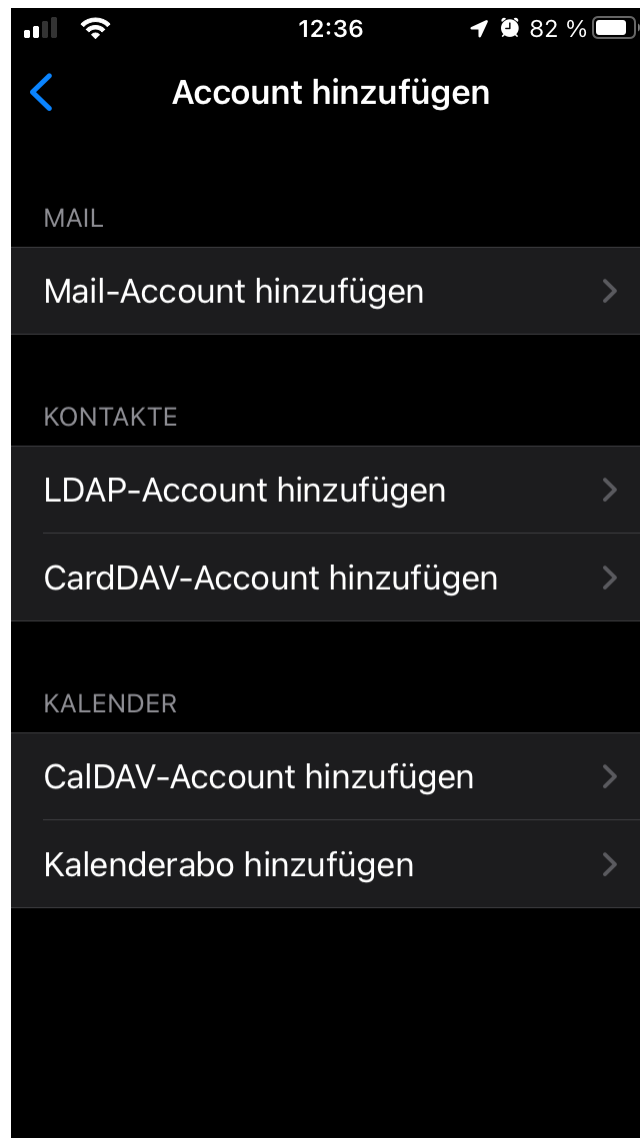 12:36
82 %
Account hinzufügen
MAIL
Mail-Account hinzufügen
KONTAKTE
LDAP-Account hinzufügen
CardDAV-Account hinzufügen
KALENDER
CalDAV-Account hinzufügen
Kalenderabo hinzufügen